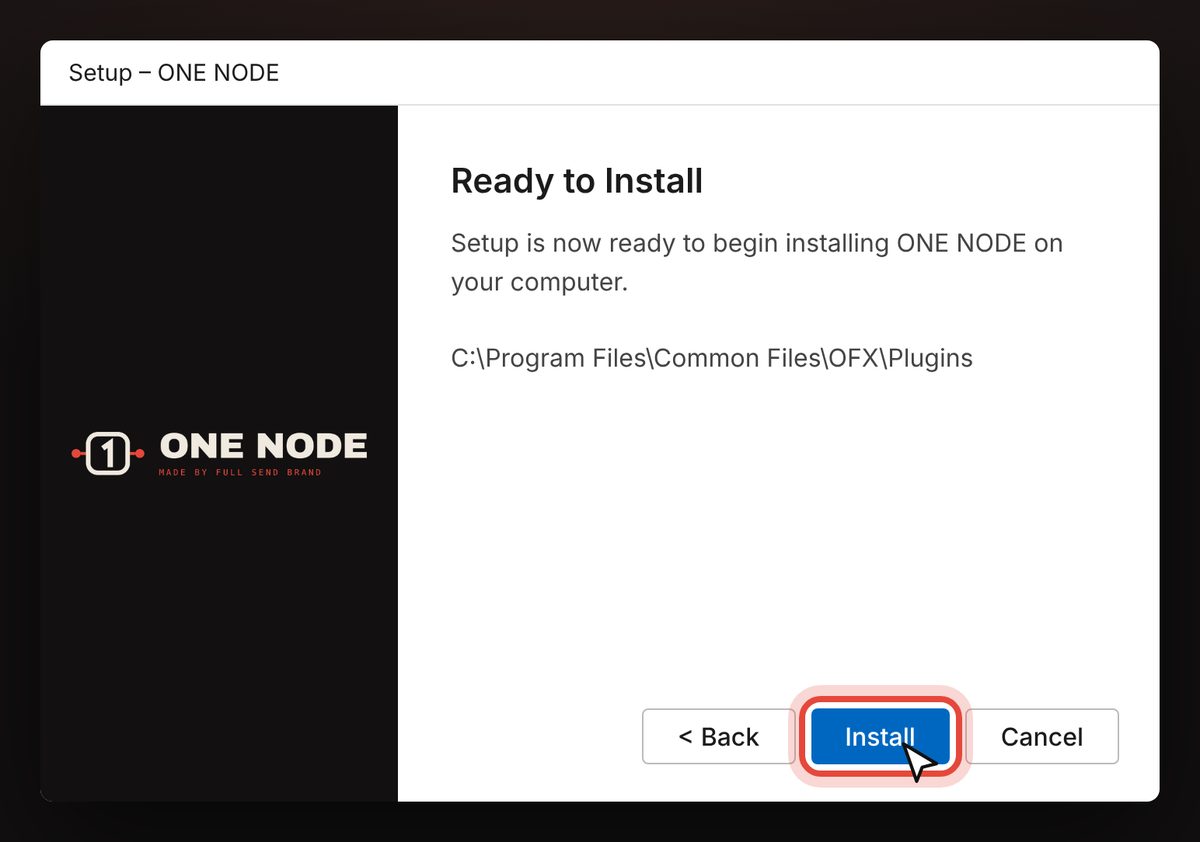 Setup – ONE NODE
1
ONE NODE
MADE BY FULL SEND BRAND
Ready to Install
Setup is now ready to begin installing ONE NODE on
your computer.
C:\Program Files\Common Files\OFX\Plugins
< Back
Install
Cancel